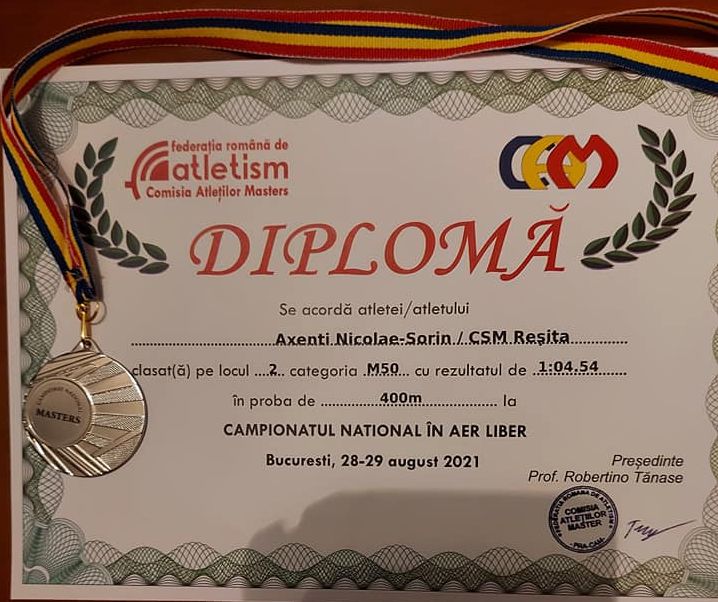 federația română de
atletism
Comisia Atleților Masters
CEM
DIPLOMĂ
Se acordă atletei/atletului
Axenti Nicolae-Sorin / CSM Reșita
clasat(ă) pe locul ...2.. categoria M50 cu rezultatul de 1:04.54
în proba de 400m la
CAMPIONATUL NATIONAL ÎN AER LIBER
Bucuresti, 28-29 august 2021
Președinte
Prof. Robertino Tănase
COMISIA
ATLEȚILOR
MASTER
MASTERS